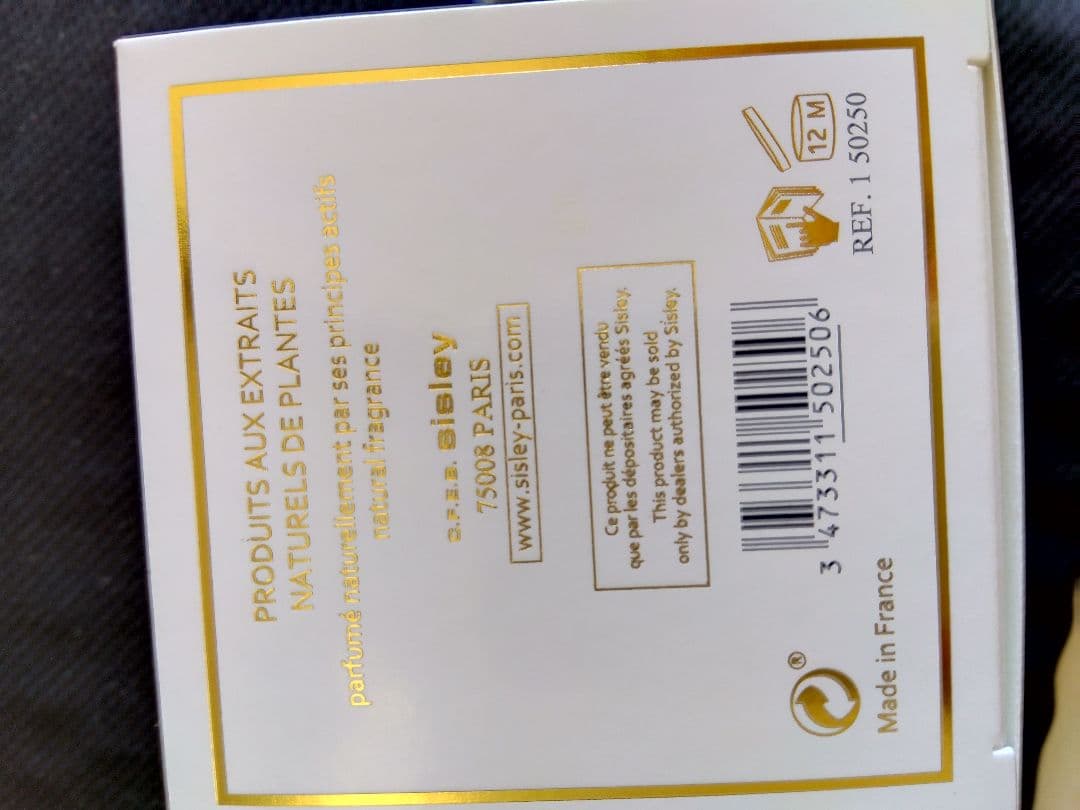 PRODUITS AUX EXTRAITS
NATURELS DE PLANTES
parfumé naturellement par ses principes actifs
natural fragrance
C.F.E.B. sisley
75008 PARIS
www.sisley-paris.com
Ce produit ne peut être vendu
que par les dépositaires agréés Sisley.
This product may be sold
only by dealers authorized by Sisley.
3 473311 502506
12 M
REF. 1 50250
®
Made in France